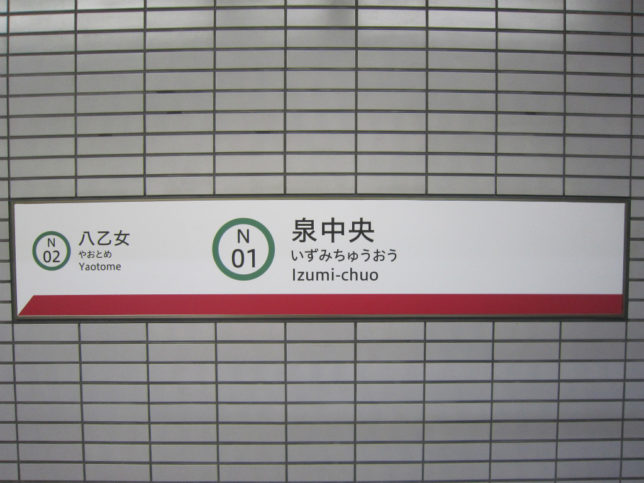 N
02
八乙女
やおとめ
Yaotome
N
01
泉中央
いずみちゅうおう
Izumi-chuo